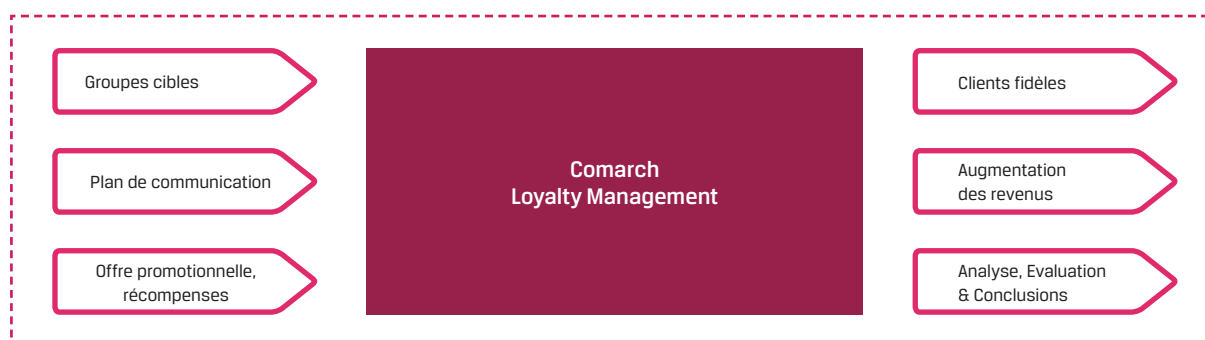 Groupes cibles
Plan de communication
Offre promotionnelle,
récompenses
Comarch
Loyalty Management
Clients fidèles
Augmentation
des revenus
Analyse, Evaluation
& Conclusions